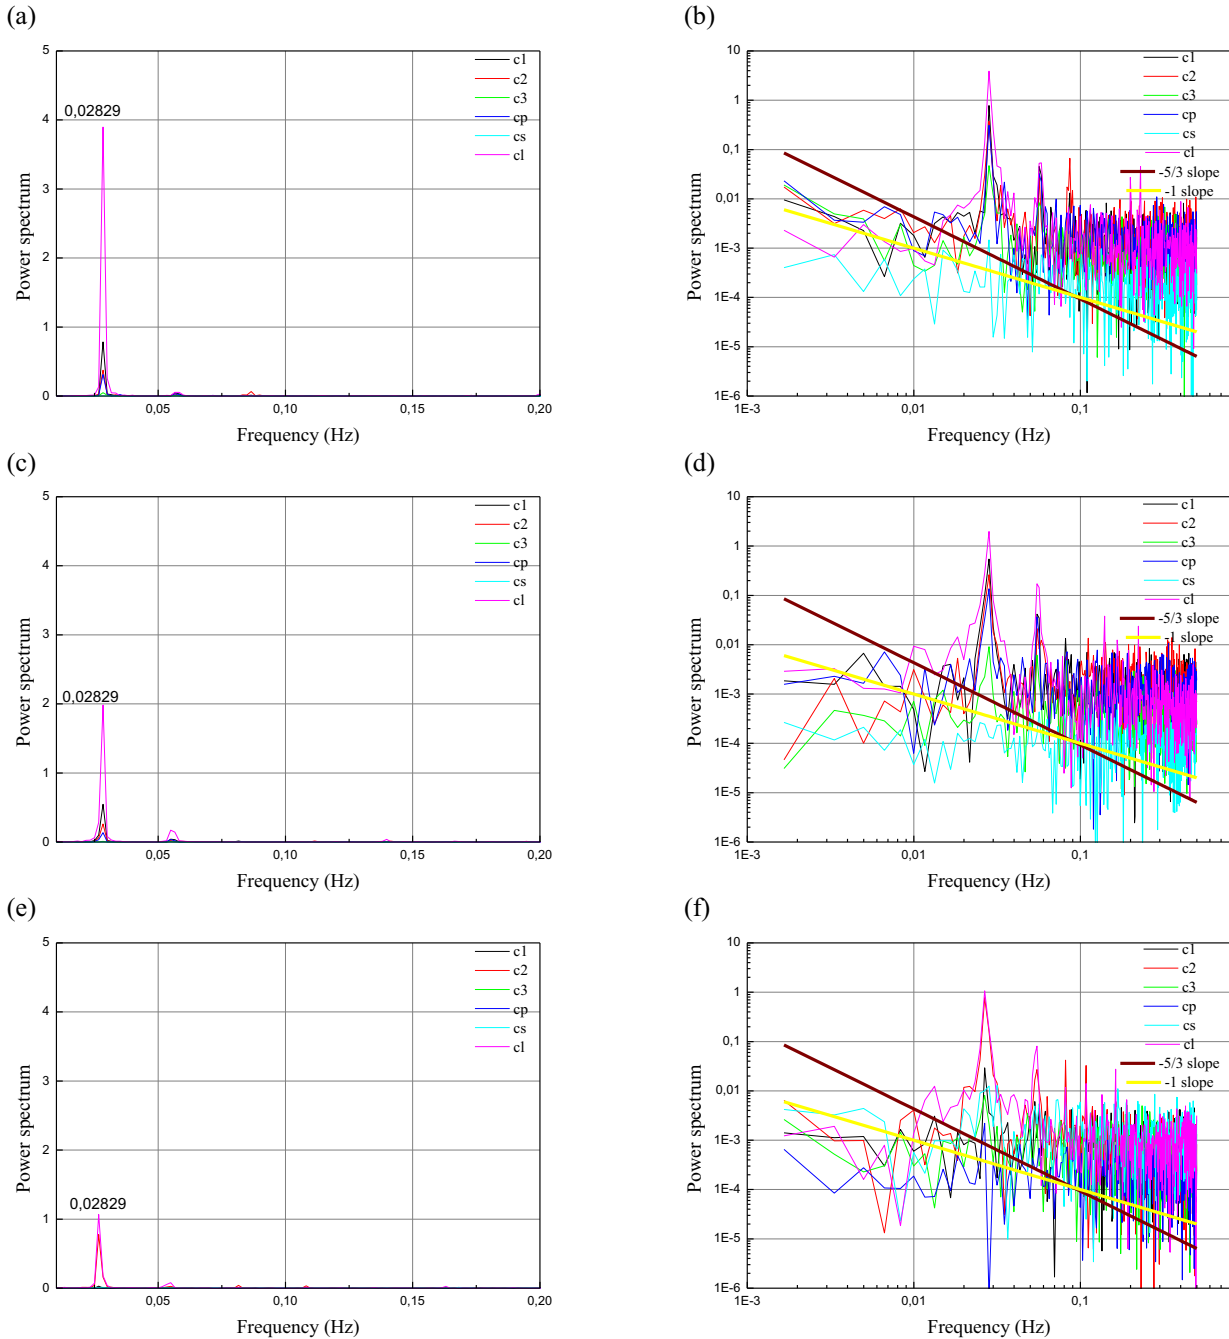 (a)
5
4
3
2
1
0
0,05
0,10
0,15
0,20
0,02829
c1
c2
c3
cp
cs
cl
Power spectrum
Frequency (Hz)
(b)
10
1
0,1
0,01
1E-3
1E-4
1E-5
1E-6
1E-3
0,01
0,1
c1
c2
c3
cp
cs
cl
-5/3 slope
-1 slope
Power spectrum
Frequency (Hz)
(c)
5
4
3
2
1
0
0,05
0,10
0,15
0,20
0,02829
c1
c2
c3
cp
cs
cl
Power spectrum
Frequency (Hz)
(d)
10
1
0,1
0,01
1E-3
1E-4
1E-5
1E-6
1E-3
0,01
0,1
c1
c2
c3
cp
cs
cl
-5/3 slope
-1 slope
Power spectrum
Frequency (Hz)
(e)
5
4
3
2
1
0
0,05
0,10
0,15
0,20
0,02829
c1
c2
c3
cp
cs
cl
Power spectrum
Frequency (Hz)
(f)
10
1
0,1
0,01
1E-3
1E-4
1E-5
1E-6
1E-3
0,01
0,1
c1
c2
c3
cp
cs
cl
-5/3 slope
-1 slope
Power spectrum
Frequency (Hz)